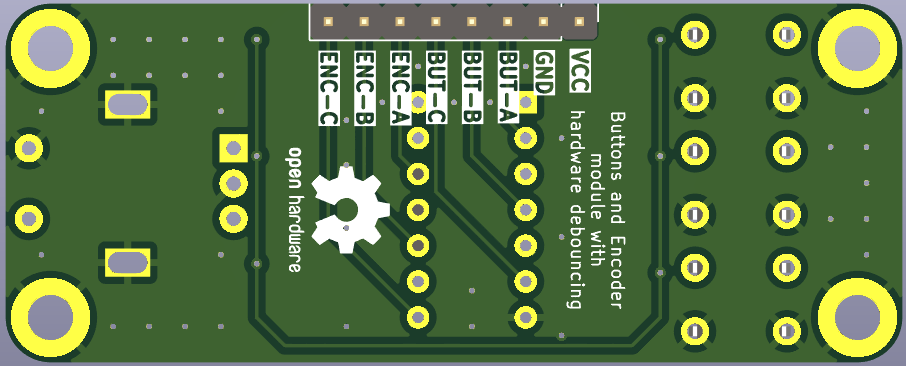 ENC-C
ENC-B
ENC-A
BUT-C
BUT-B
BUT-A
GND
VCC
Buttons and Encoder
module with
hardware debouncing
open hardware